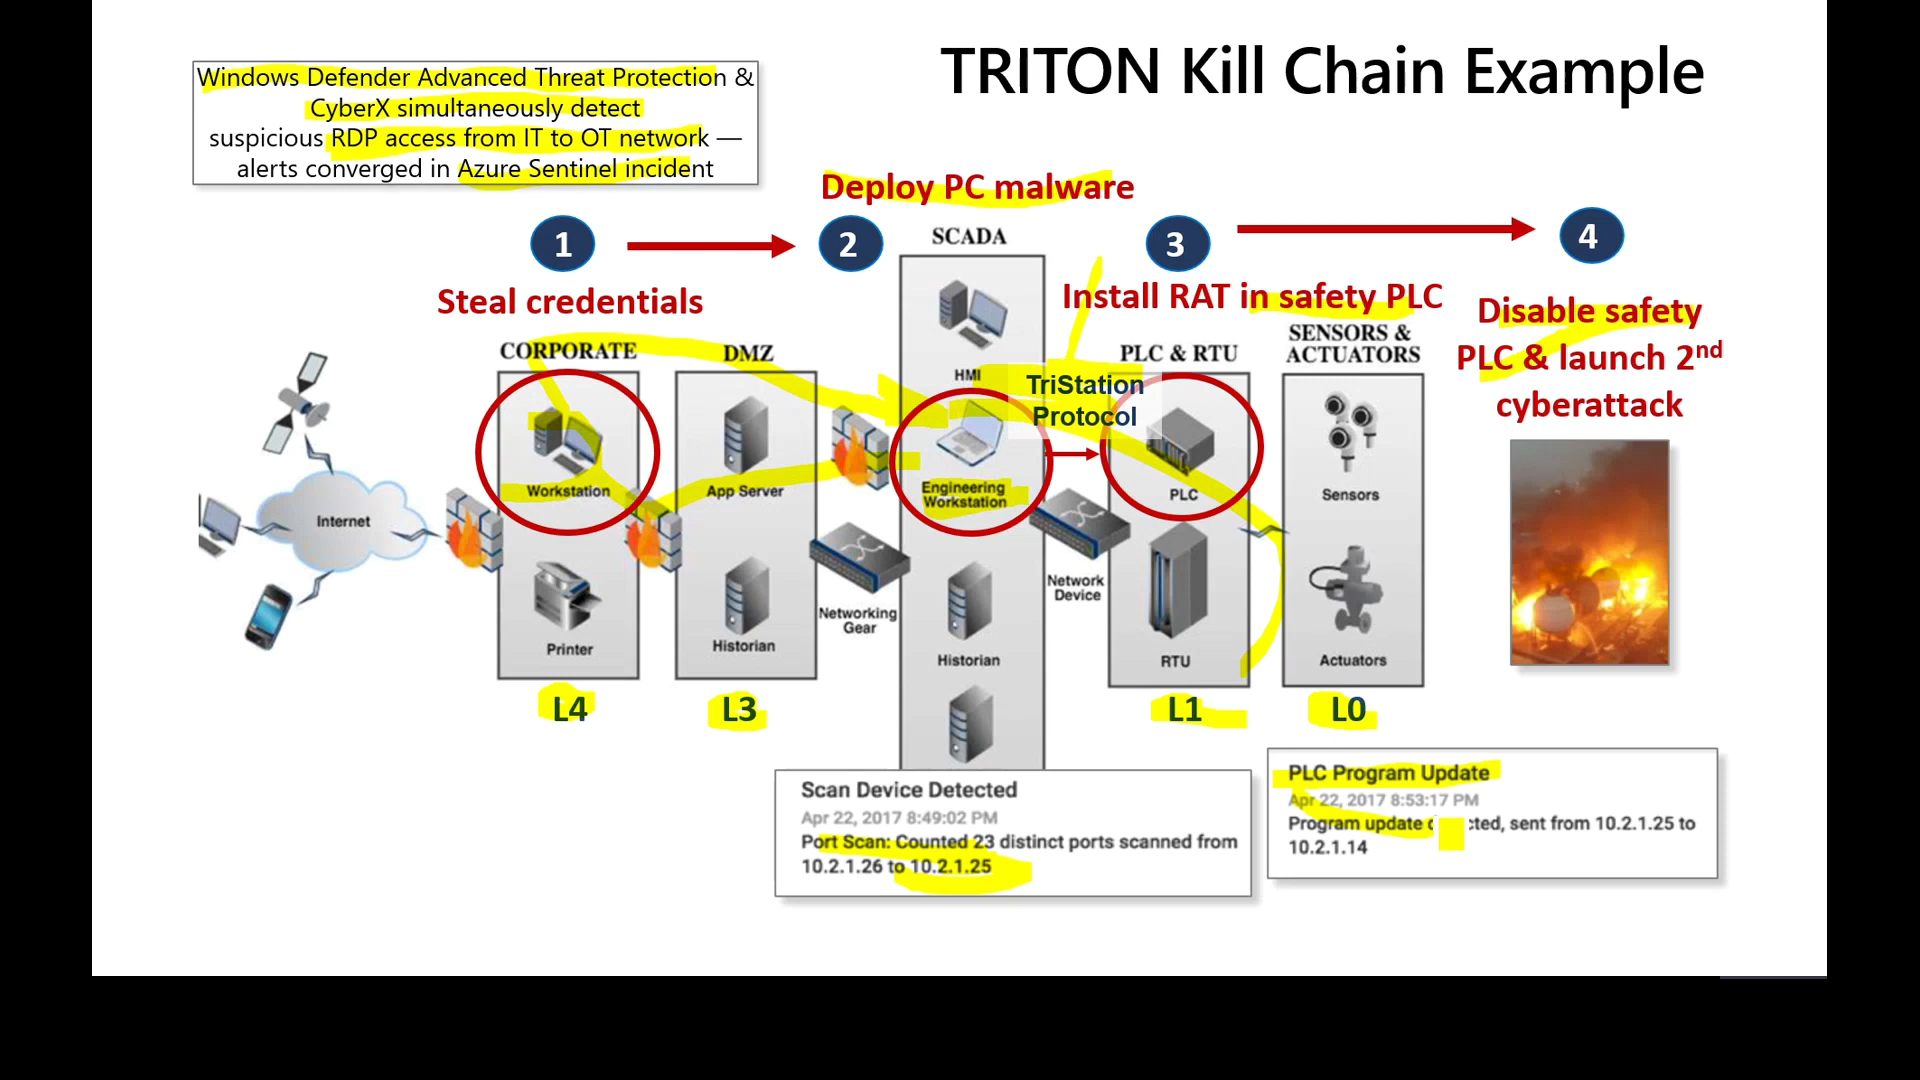 TRITON Kill Chain Example
Windows Defender Advanced Threat Protection &
CyberX simultaneously detect
suspicious RDP access from IT to OT network —
alerts converged in Azure Sentinel incident
Deploy PC malware
1
2
3
4
SCADA
Steal credentials
Install RAT in safety PLC
Disable safety
PLC & launch 2nd
cyberattack
CORPORATE
DMZ
PLC & RTU
SENSORS &
ACTUATORS
HMI
TriStation
Protocol
Workstation
App Server
Engineering
Workstation
PLC
Sensors
Internet
Network
Device
Networking
Gear
Printer
Historian
Historian
RTU
Actuators
L4
L3
L1
L0
Scan Device Detected
Apr 22, 2017 8:49:02 PM
Port Scan: Counted 23 distinct ports scanned from
10.2.1.26 to 10.2.1.25
PLC Program Update
Apr 22, 2017 8:53:17 PM
Program update sent from 10.2.1.25 to
10.2.1.14